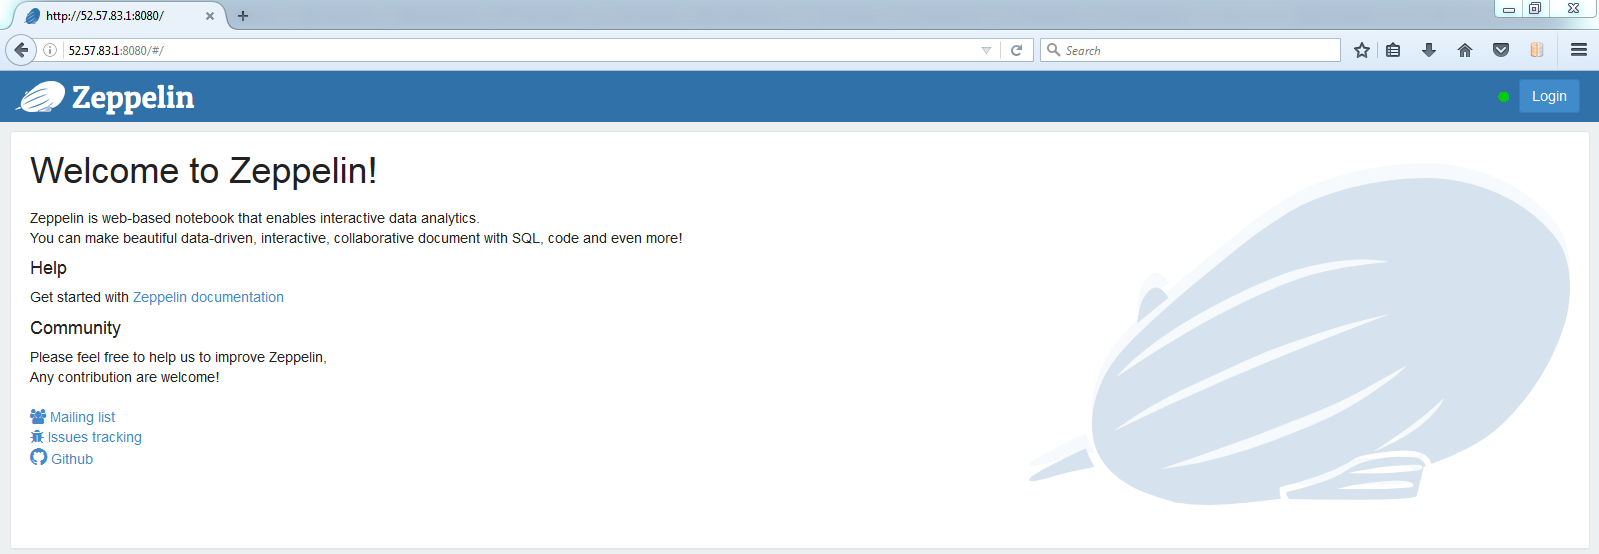 http://52.57.83.1:8080/
52.57.83.1:8080/#/
Search
Zeppelin
Login
Welcome to Zeppelin!
Zeppelin is web-based notebook that enables interactive data analytics.
You can make beautiful data-driven, interactive, collaborative document with SQL, code and even more!
Help
Get started with Zeppelin documentation
Community
Please feel free to help us to improve Zeppelin,
Any contribution are welcome!
Mailing list
Issues tracking
Github